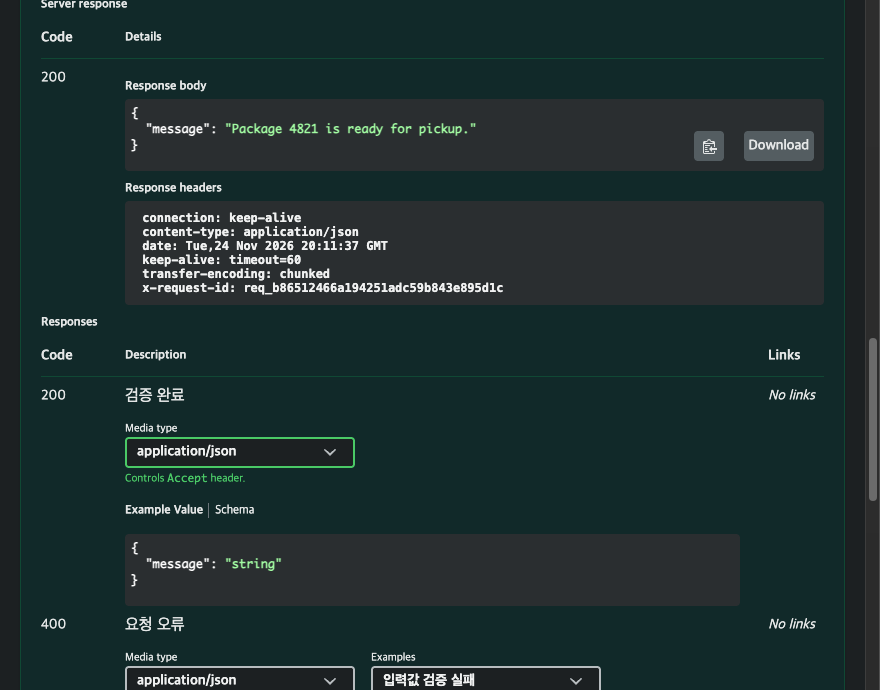 Server response
Code Details
200
Response body
{
"message": "Package 4821 is ready for pickup."
}
Download
Response headers
connection: keep-alive
content-type: application/json
date: Tue,24 Nov 2026 20:11:37 GMT
keep-alive: timeout=60
transfer-encoding: chunked
x-request-id: req_b86512466a194251adc59b843e895d1c
Responses
Code Description Links
200 검증 완료 No links
Media type
application/json
Controls Accept header.
Example Value Schema
{
"message": "string"
}
400 요청 오류 No links
Media type Examples
application/json 입력값 검증 실패